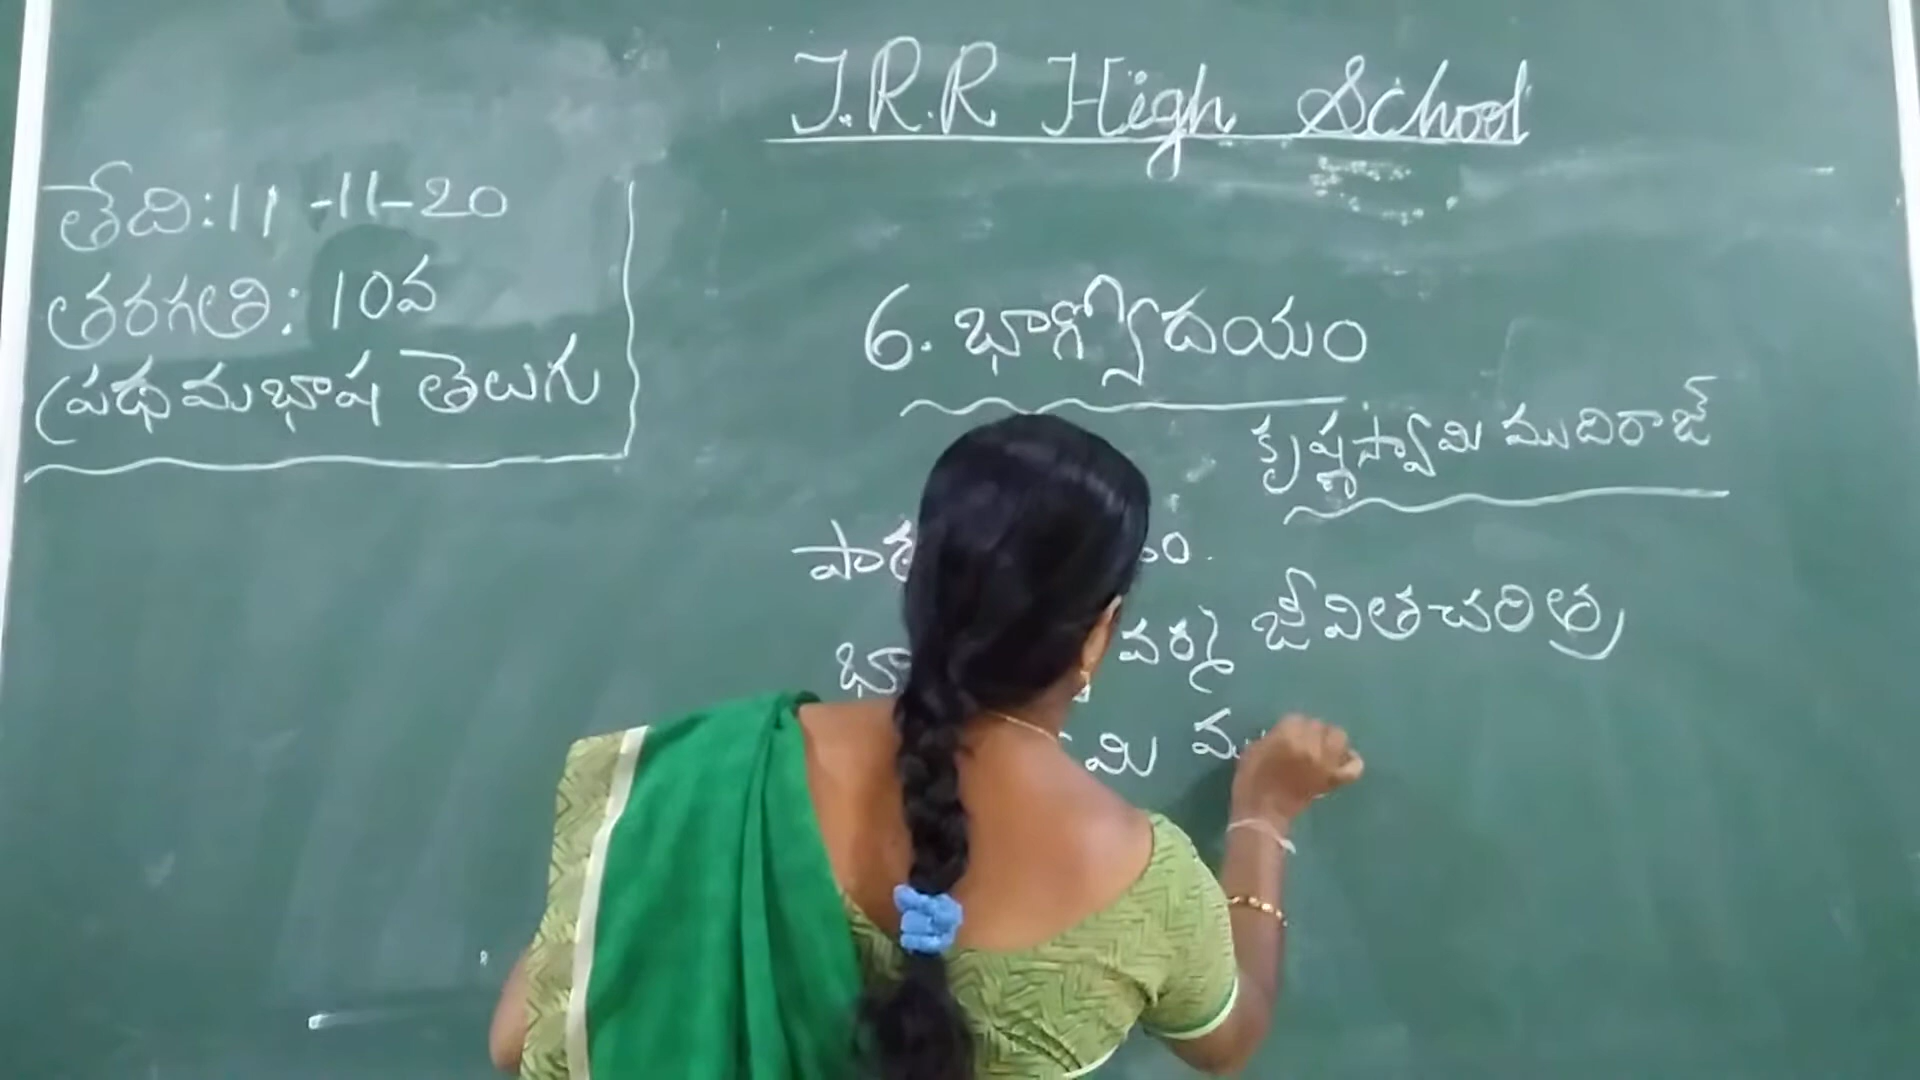 J.R.R High School
తేది: 11-11-20
తరగతి: 10వ
ప్రథమభాష తెలుగు
6. భాగ్యోదయం
కృష్ణస్వామి ముదిరాజ్
వర్మ జీవితచరిత్ర